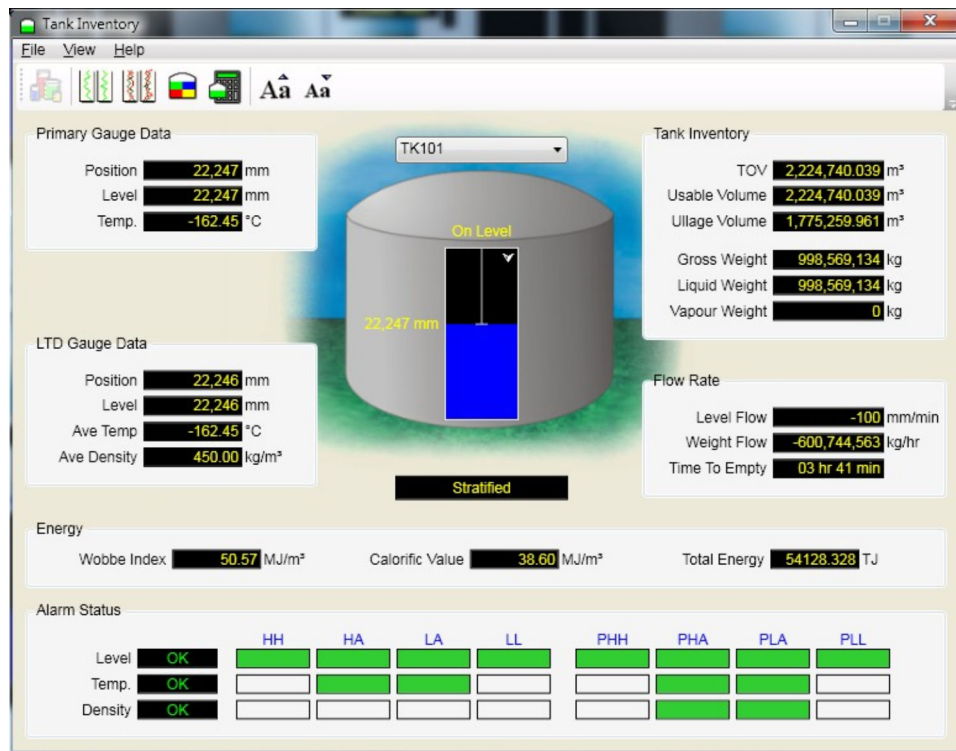 Tank Inventory
File View Help
Aa Aa
Primary Gauge Data
Position 22,247 mm
Level 22,247 mm
Temp. -162.45 °C
LTD Gauge Data
Position 22,246 mm
Level 22,246 mm
Ave Temp -162.45 °C
Ave Density 450.00 kg/m³
TK101
On Level
22,247 mm
Stratified
Tank Inventory
TOV 2,224,740.039 m³
Usable Volume 2,224,740.039 m³
Ullage Volume 1,775,259.961 m³
Gross Weight 998,569,134 kg
Liquid Weight 998,569,134 kg
Vapour Weight 0 kg
Flow Rate
Level Flow -100 mm/min
Weight Flow -600,744,563 kg/hr
Time To Empty 03 hr 41 min
Energy
Wobbe Index 50.57 MJ/m³ Calorific Value 38.60 MJ/m³ Total Energy 54128.328 TJ
Alarm Status
HH HA LA LL PHH PHA PLA PLL
Level OK
Temp. OK
Density OK